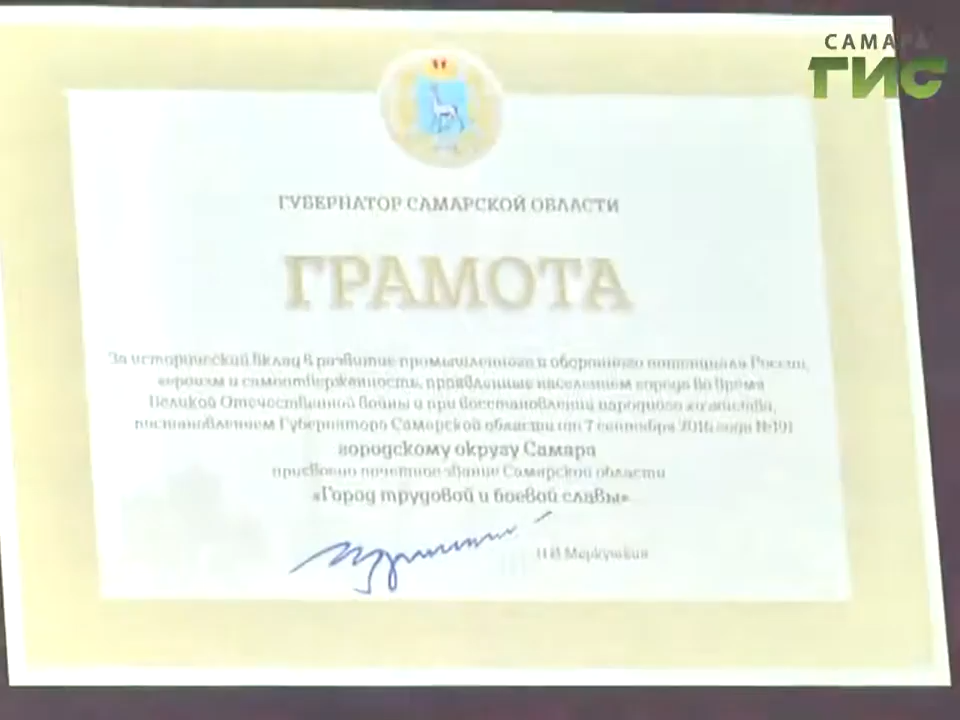 САМАРА
ГИС
ГУБЕРНАТОР САМАРСКОЙ ОБЛАСТИ
ГРАМОТА
За исторический вклад в развитие промышленного и оборонного потенциала России,
героизм и самоотверженность, проявленные населением города во время
Великой Отечественной войны и при восстановлении народного хозяйства,
постановлением Губернатора Самарской области от 7 сентября 2016 года №191
городскому округу Самара
присвоено почетное звание Самарской области
«Город трудовой и боевой славы»
Н.И. Меркушкин